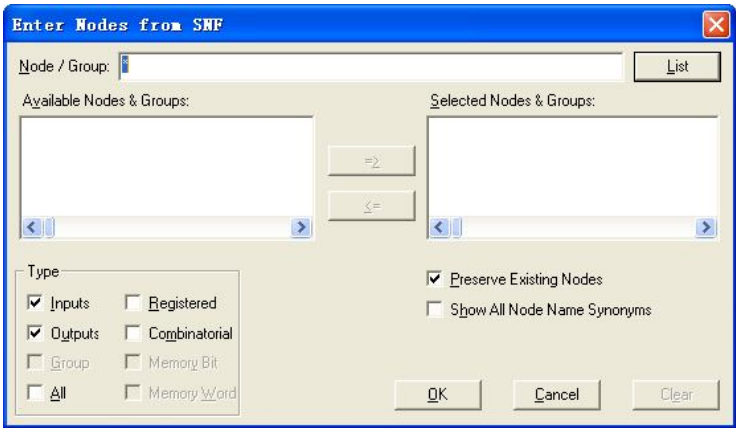 Enter Nodes from SNF
Node / Group: * List
Available Nodes & Groups: Selected Nodes & Groups:
=>
<=
Type
Inputs Registered
Outputs Combinatorial
Group Memory Bit
All Memory Word
Preserve Existing Nodes
Show All Node Name Synonyms
OK Cancel Clear